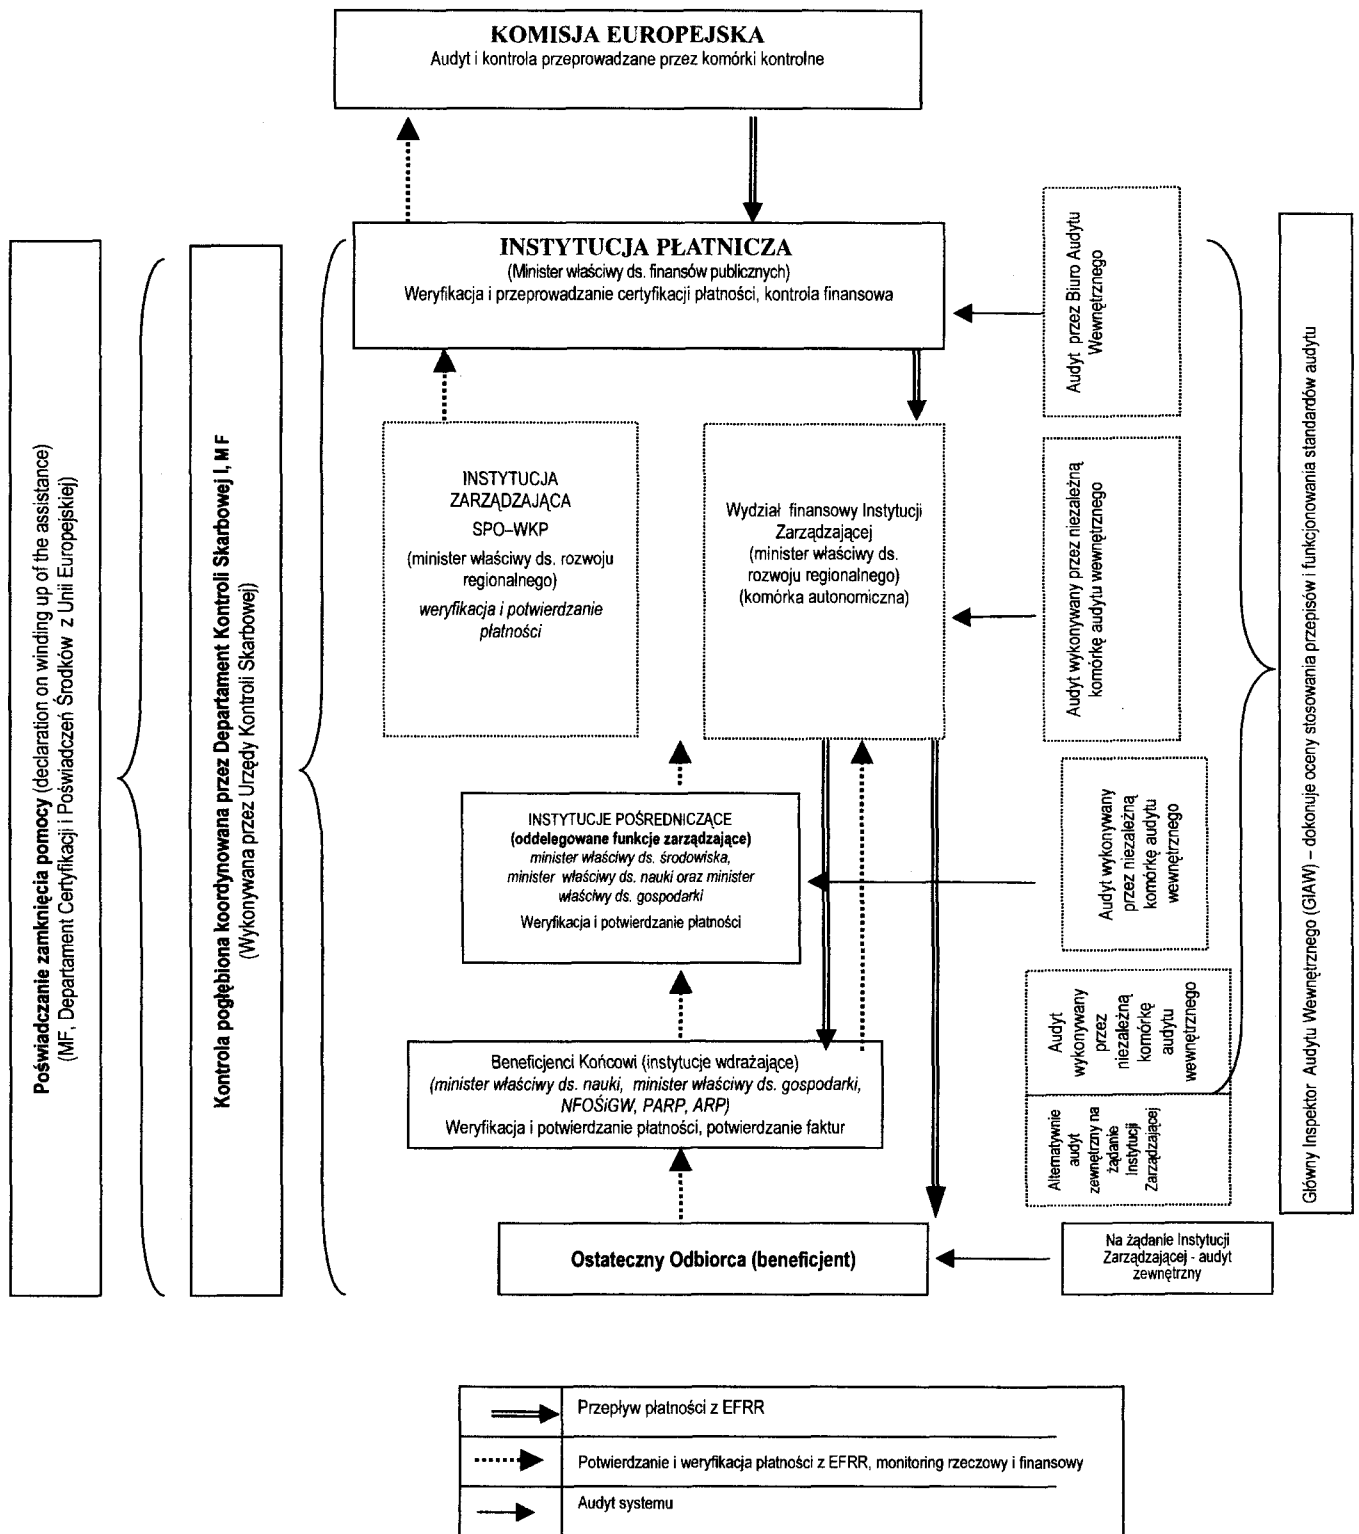 KOMISJA EUROPEJSKA
Audyt i kontrola przeprowadzane przez komórki kontrolne
INSTYTUCJA PŁATNICZA
(Minister właściwy ds. finansów publicznych)
Weryfikacja i przeprowadzanie certyfikacji płatności, kontrola finansowa
Poświadczanie zamknięcia pomocy (declaration on winding up of the assistance)
(MF, Departament Certyfikacji i Poświadczeń Środków z Unii Europejskiej)
Kontrola pogłębiona koordynowana przez Departament Kontroli Skarbowej I, MF
(Wykonywana przez Urzędy Kontroli Skarbowej)
INSTYTUCJA
ZARZĄDZAJĄCA
SPO–WKP
(minister właściwy ds. rozwoju
regionalnego)
weryfikacja i potwierdzanie
płatności
Wydział finansowy Instytucji
Zarządzającej
(minister właściwy ds.
rozwoju regionalnego)
(komórka autonomiczna)
INSTYTUCJE POŚREDNICZĄCE
(oddelegowane funkcje zarządzające)
minister właściwy ds. środowiska,
minister właściwy ds. nauki oraz minister
właściwy ds. gospodarki
Weryfikacja i potwierdzanie płatności
Beneficjenci Końcowi (instytucje wdrażające)
(minister właściwy ds. nauki, minister właściwy ds. gospodarki,
NFOŚiGW, PARP, ARP)
Weryfikacja i potwierdzanie płatności, potwierdzanie faktur
Ostateczny Odbiorca (beneficjent)
Audyt przez Biuro Audytu
Wewnętrznego
Audyt wykonywany przez niezależną
komórkę audytu wewnętrznego
Audyt wykonywany
przez niezależną
komórkę audytu
wewnętrznego
Audyt
wykonywany
przez
niezależną
komórkę
audytu
wewnętrznego
Alternatywnie
audyt
zewnętrzny na
żądanie
Instytucji
Zarządzającej
Na żądanie Instytucji
Zarządzającej - audyt
zewnętrzny
Główny Inspektor Audytu Wewnętrznego (GIAW) – dokonuje oceny stosowania przepisów i funkcjonowania standardów audytu
Przepływ płatności z EFRR
Potwierdzanie i weryfikacja płatności z EFRR, monitoring rzeczowy i finansowy
Audyt systemu